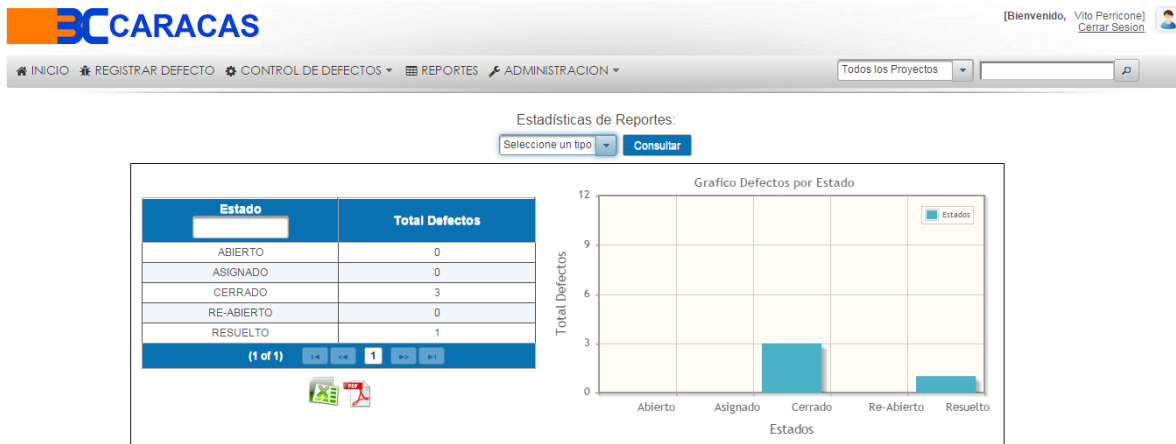 BC CARACAS
[Bienvenido, Vito Perricone]
Cerrar Sesion
INICIO REGISTRAR DEFECTO CONTROL DE DEFECTOS REPORTES ADMINISTRACION Todos los Proyectos
Estadísticas de Reportes:
Seleccione un tipo Consultar
Estado Total Defectos
ABIERTO 0
ASIGNADO 0
CERRADO 3
RE-ABIERTO 0
RESUELTO 1
(1 of 1) 1
PDF
Grafico Defectos por Estado
Estados
Total Defectos
12
9
6
3
0
Abierto Asignado Cerrado Re-Abierto Resuelto
Estados